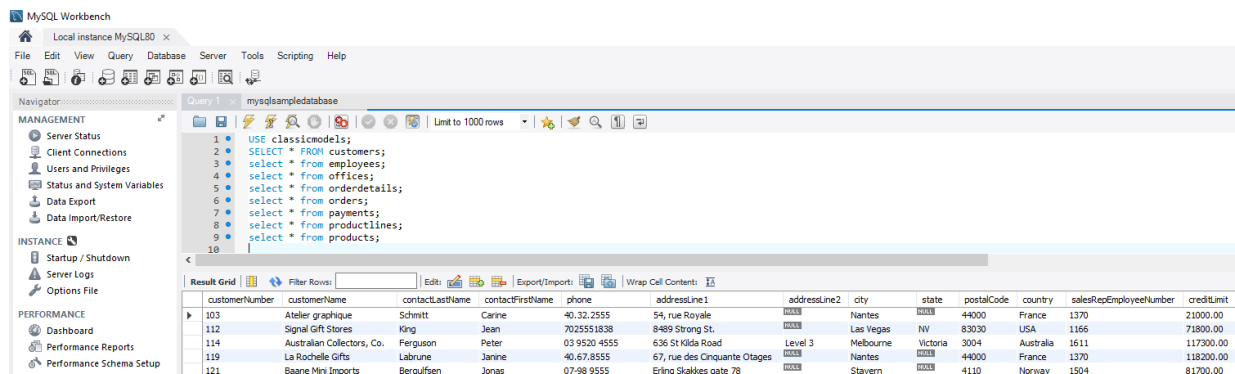 MySQL Workbench
Local instance MySQL80 ×
File Edit View Query Database Server Tools Scripting Help
Navigator
Query 1 × mysqlsampledatabase
MANAGEMENT
Server Status
Client Connections
Users and Privileges
Status and System Variables
Data Export
Data Import/Restore
INSTANCE
Startup / Shutdown
Server Logs
Options File
PERFORMANCE
Dashboard
Performance Reports
Performance Schema Setup
Limit to 1000 rows
1 USE classicmodels;
2 SELECT * FROM customers;
3 select * from employees;
4 select * from offices;
5 select * from orderdetails;
6 select * from orders;
7 select * from payments;
8 select * from productlines;
9 select * from products;
10
Result Grid Filter Rows: Edit: Export/Import: Wrap Cell Content:
customerNumber customerName contactLastName contactFirstName phone addressLine1 addressLine2 city state postalCode country salesRepEmployeeNumber creditLimit
103 Atelier graphique Schmitt Carine 40.32.2555 54, rue Royale NULL Nantes NULL 44000 France 1370 21000.00
112 Signal Gift Stores King Jean 7025551838 8489 Strong St. NULL Las Vegas NV 83030 USA 1166 71800.00
114 Australian Collectors, Co. Ferguson Peter 03 9520 4555 636 St Kilda Road Level 3 Melbourne Victoria 3004 Australia 1611 117300.00
119 La Rochelle Gifts Labrune Janine 40.67.8555 67, rue des Cinquante Otages NULL Nantes NULL 44000 France 1370 118200.00
121 Baane Mini Imports Bergulfsen Jonas 07-98 9555 Erling Skakkes gate 78 NULL Stavern NULL 4110 Norway 1504 81700.00